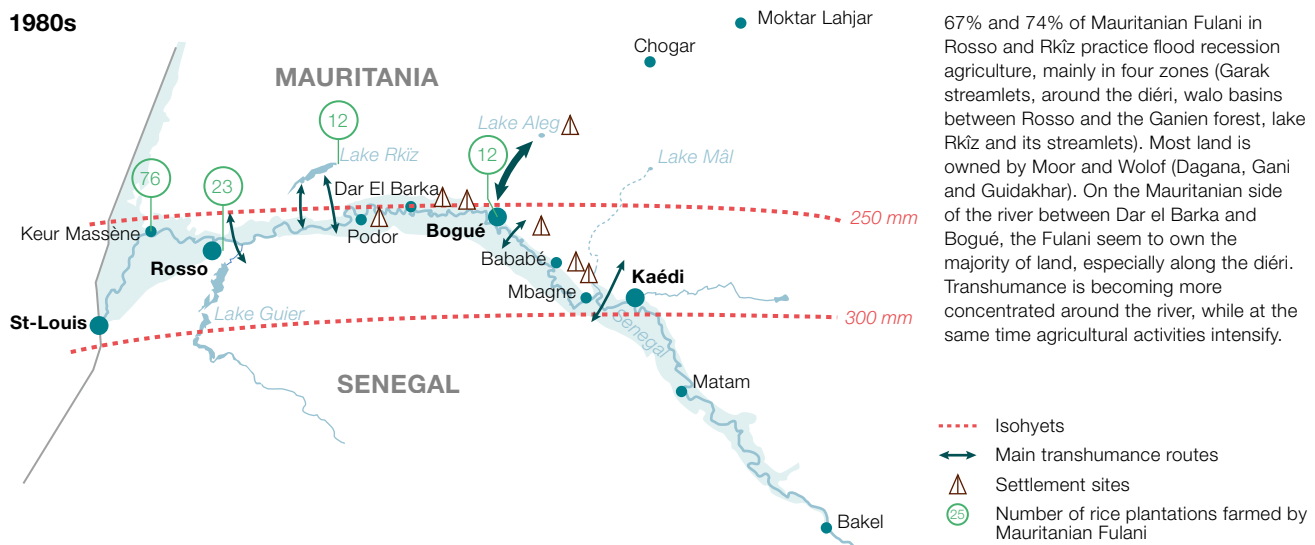 1980s
Moktar Lahjar
Chogar
MAURITANIA
12
Lake Aleg
Lake Rkïz
12
Lake Mâl
76
23
Dar El Barka
250 mm
Keur Massène
Podor
Bogué
Rosso
Bababé
Kaédi
Mbagne
St-Louis
Lake Guier
300 mm
Senegal
SENEGAL
Matam
Bakel
67% and 74% of Mauritanian Fulani in
Rosso and Rkîz practice flood recession
agriculture, mainly in four zones (Garak
streamlets, around the diéri, walo basins
between Rosso and the Ganien forest, lake
Rkîz and its streamlets). Most land is
owned by Moor and Wolof (Dagana, Gani
and Guidakhar). On the Mauritanian side
of the river between Dar el Barka and
Bogué, the Fulani seem to own the
majority of land, especially along the diéri.
Transhumance is becoming more
concentrated around the river, while at the
same time agricultural activities intensify.
Isohyets
Main transhumance routes
Settlement sites
25
Number of rice plantations farmed by
Mauritanian Fulani